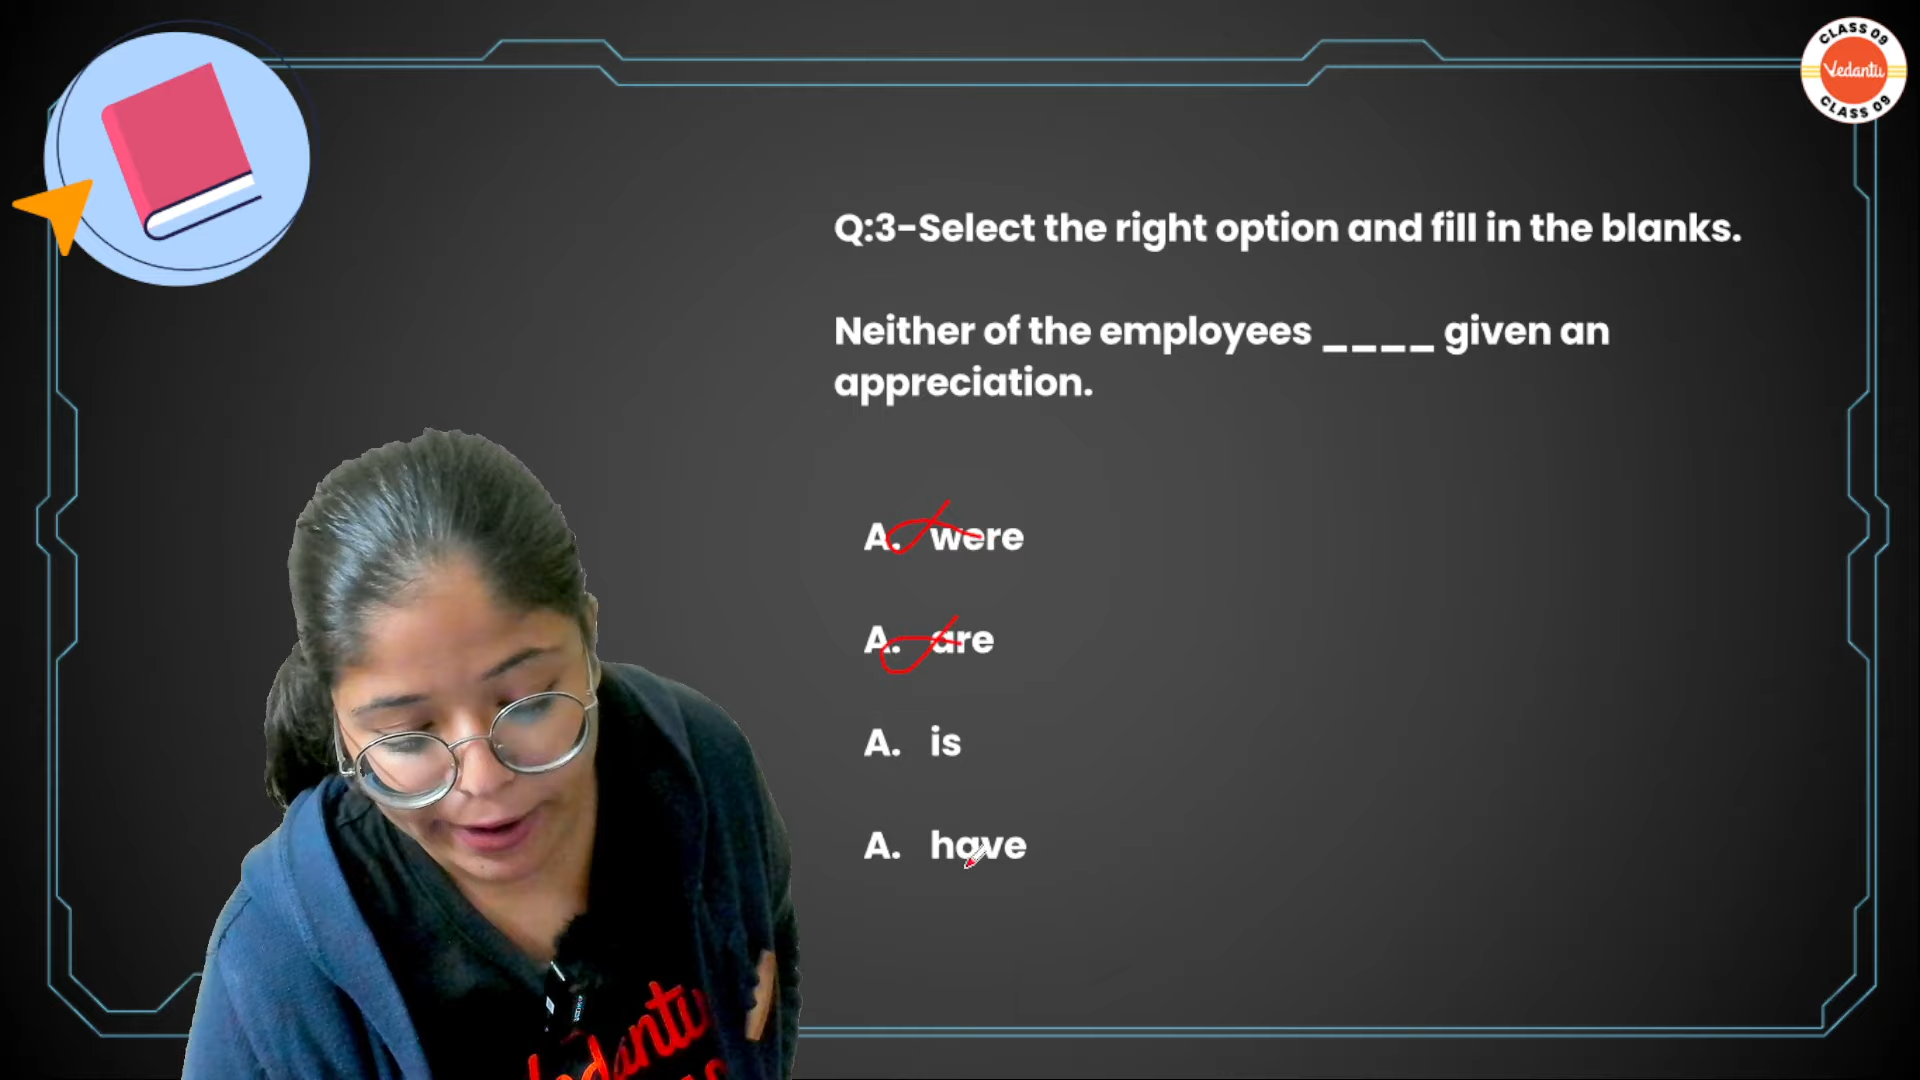 CLASS 09
Vedantu
CLASS 09
Q:3-Select the right option and fill in the blanks.
Neither of the employees ____ given an
appreciation.
A. were
A. are
A. is
A. have
Vedantu